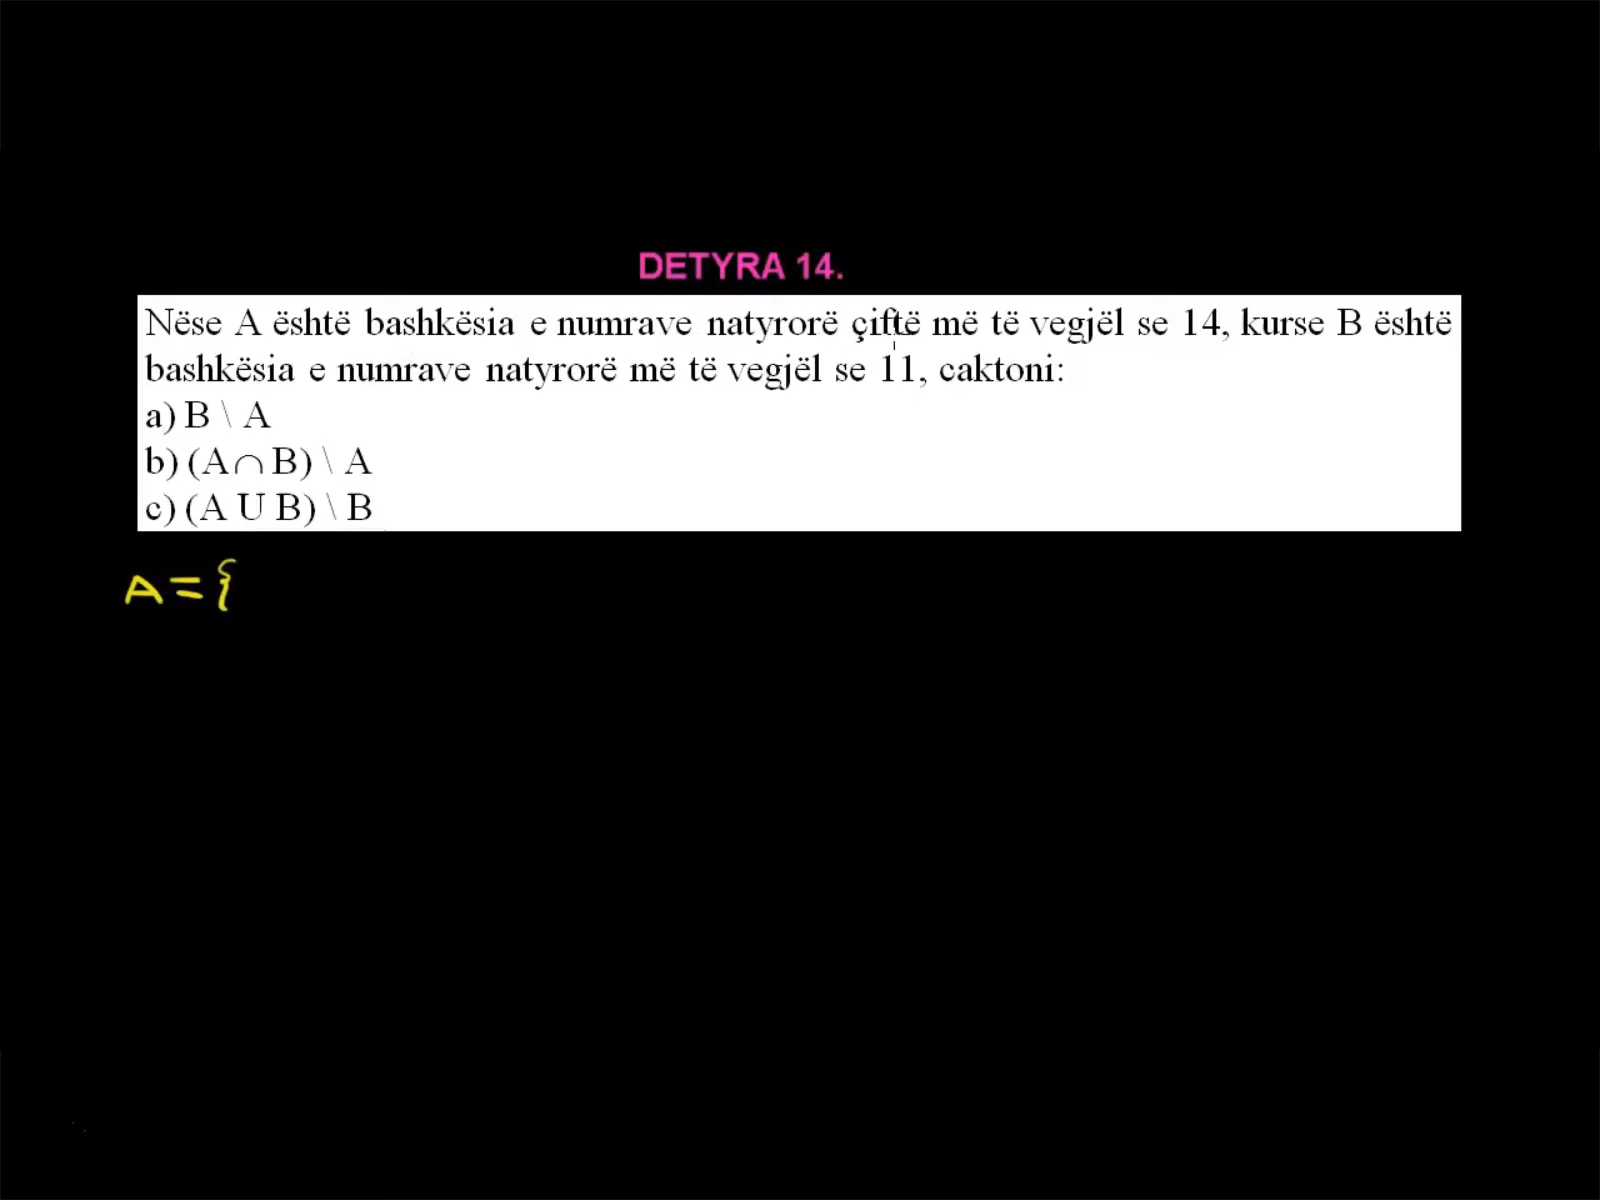 DETYRA 14.
Nëse A është bashkësia e numrave natyrorë çiftë më të vegjël se 14, kurse B është
bashkësia e numrave natyrorë më të vegjël se 11, caktoni:
a) B \ A
b) (A∩B) \ A
c) (A U B) \ B
A={